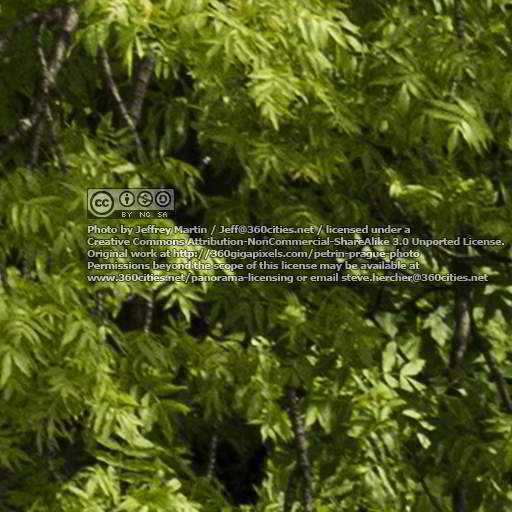 cc BY NC SA
Photo by Jeffrey Martin / Jeff@360cities.net / licensed under a
Creative Commons Attribution-NonCommercial-ShareAlike 3.0 Unported License.
Original work at http://360gigapixels.com/petrin-prague-photo
Permissions beyond the scope of this license may be available at
www.360cities.net/panorama-licensing or email steve.hercher@360cities.net